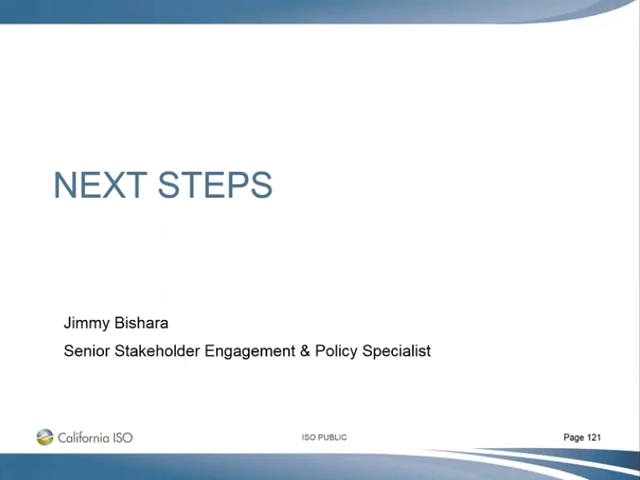 NEXT STEPS
Jimmy Bishara
Senior Stakeholder Engagement & Policy Specialist
California ISO
ISO PUBLIC
Page 121